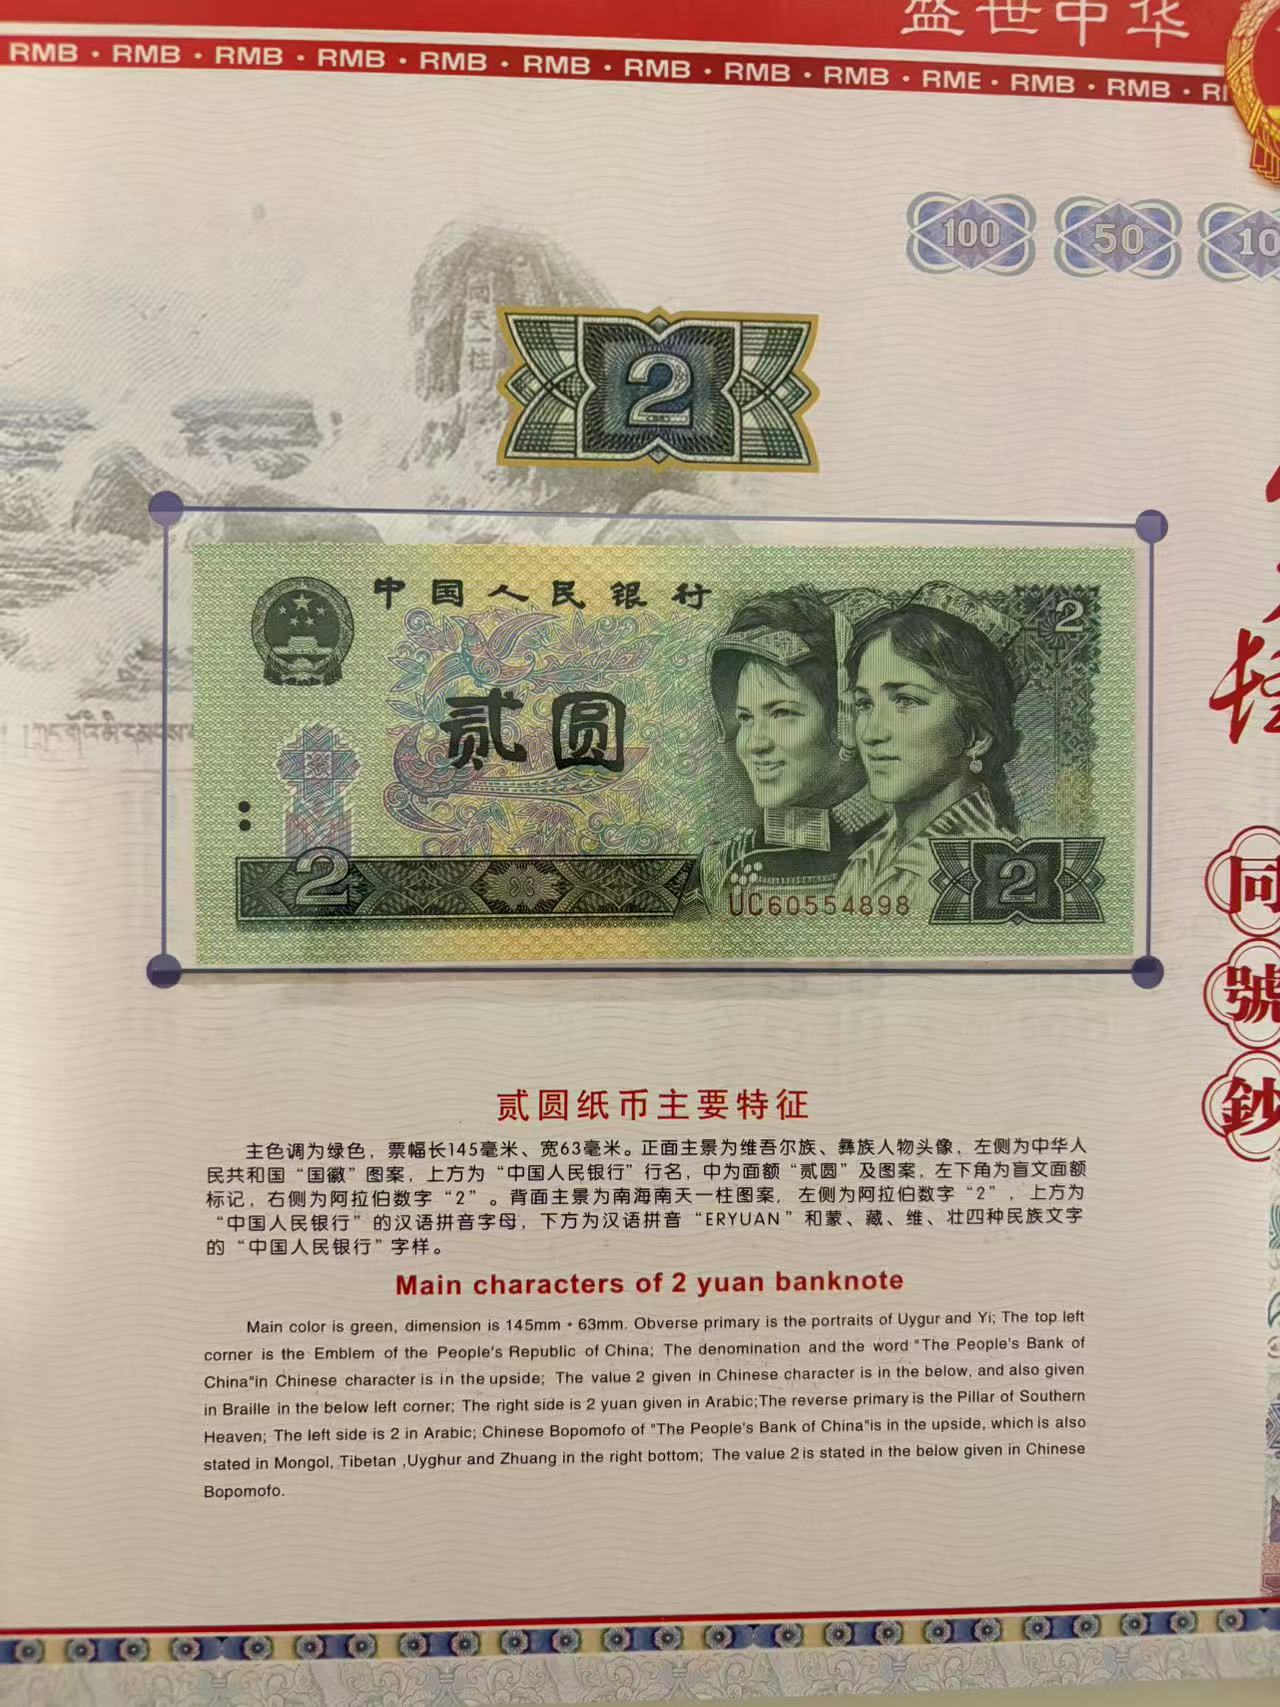 盛世中华
RMB · RMB · RMB · RMB · RMB · RMB · RMB · RMB · RMB · RME · RMB · RMB ·
100 50
南天一柱
2
中国人民银行
2
贰圆
2
2
UC60554898
同
號
鈔
贰圆纸币主要特征
主色调为绿色，票幅长145毫米、宽63毫米。正面主景为维吾尔族、彝族人物头像，左侧为中华人
民共和国“国徽”图案，上方为“中国人民银行”行名，中为面额“贰圆”及图案，左下角为盲文面额
标记，右侧为阿拉伯数字“2”。背面主景为南海南天一柱图案，左侧为阿拉伯数字“2”，上方为
“中国人民银行”的汉语拼音字母，下方为汉语拼音“ERYUAN”和蒙、藏、维、壮四种民族文字
的“中国人民银行”字样。
Main characters of 2 yuan banknote
Main color is green, dimension is 145mm * 63mm. Obverse primary is the portraits of Uygur and Yi; The top left
corner is the Emblem of the People's Republic of China; The denomination and the word "The People's Bank of
China"in Chinese character is in the upside; The value 2 given in Chinese character is in the below, and also given
in Braille in the below left corner; The right side is 2 yuan given in Arabic;The reverse primary is the Pillar of Southern
Heaven; The left side is 2 in Arabic; Chinese Bopomofo of "The People's Bank of China"is in the upside, which is also
stated in Mongol, Tibetan ,Uyghur and Zhuang in the right bottom; The value 2 is stated in the below given in Chinese
Bopomofo.